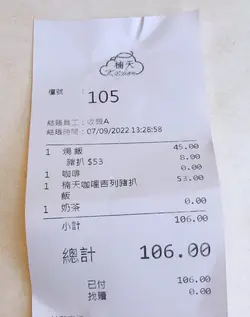 楠天
檯號：
105
結賬員工：收銀A
結賬時間：07/09/2022 13:28:58
1 焗飯 45.00
豬扒 $53 8.00
1 咖啡 0.00
1 楠天咖喱吉列豬扒飯 53.00
1 奶茶 0.00
小計 106.00
總計 106.00
已付 106.00
找贖 0.00